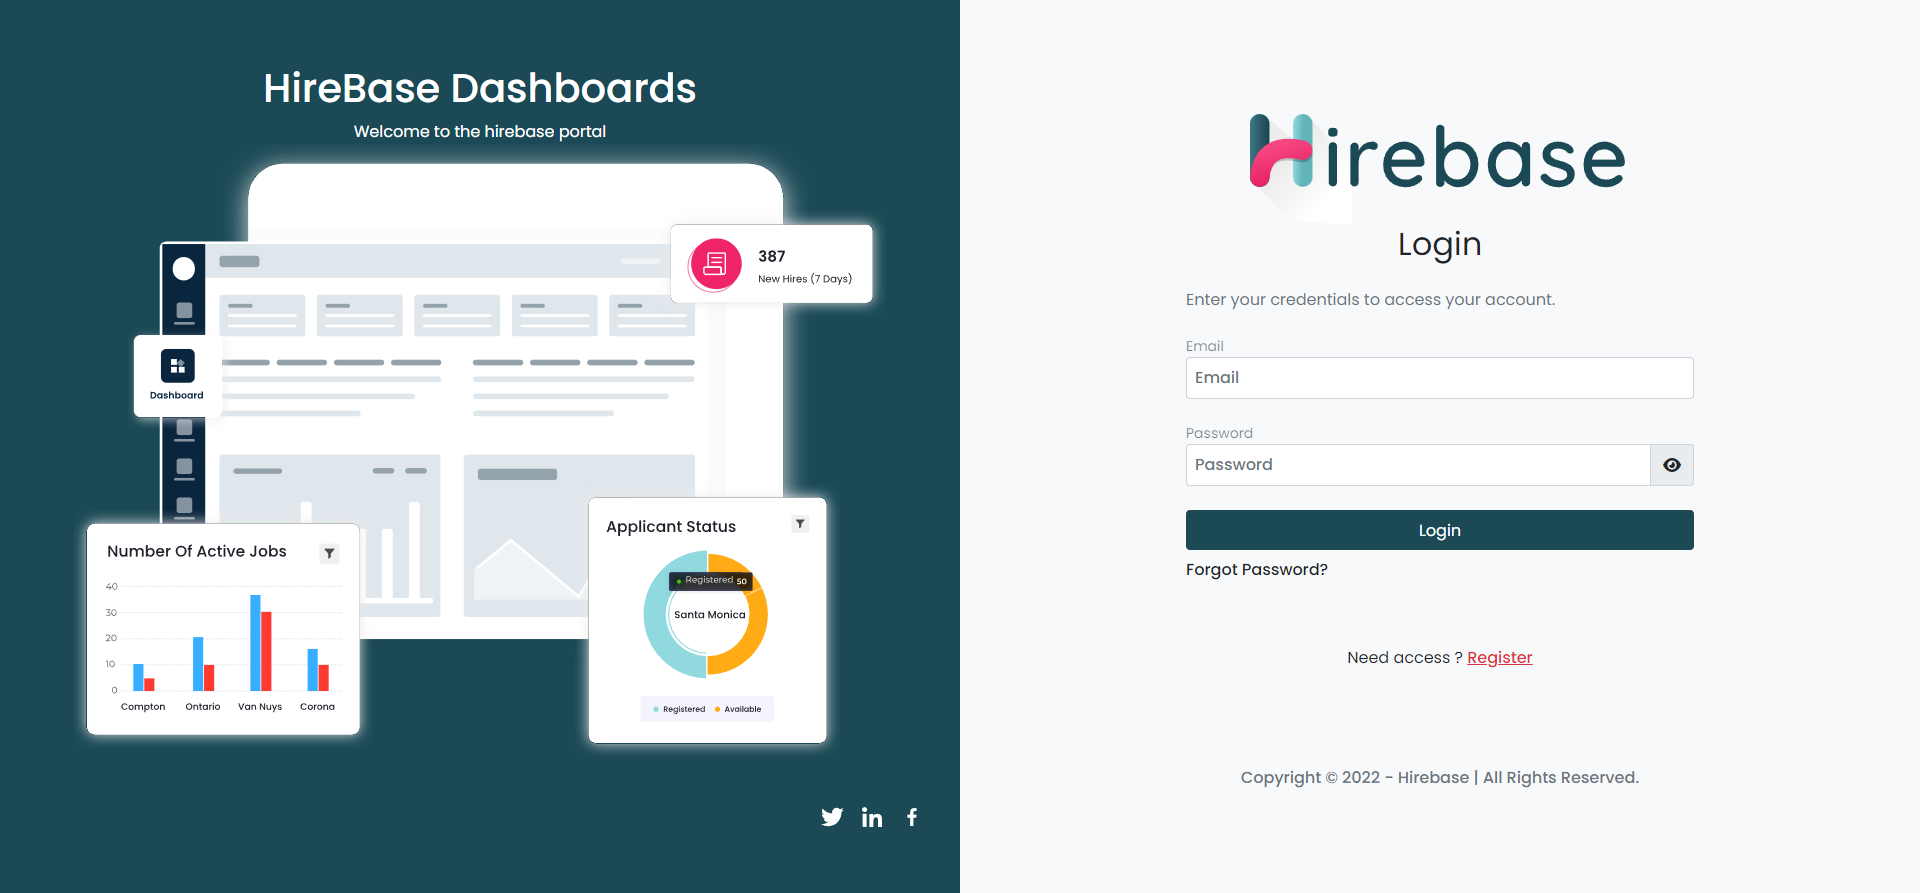 HireBase Dashboards
Welcome to the hirebase portal
387
New Hires (7 Days)
Dashboard
Number Of Active Jobs
40
30
20
10
0
Compton Ontario Van Nuys Corona
Applicant Status
Registered 50
Santa Monica
Registered Available
Hirebase
Login
Enter your credentials to access your account.
Email
Email
Password
Password
Login
Forgot Password?
Need access ? Register
Copyright © 2022 - Hirebase | All Rights Reserved.